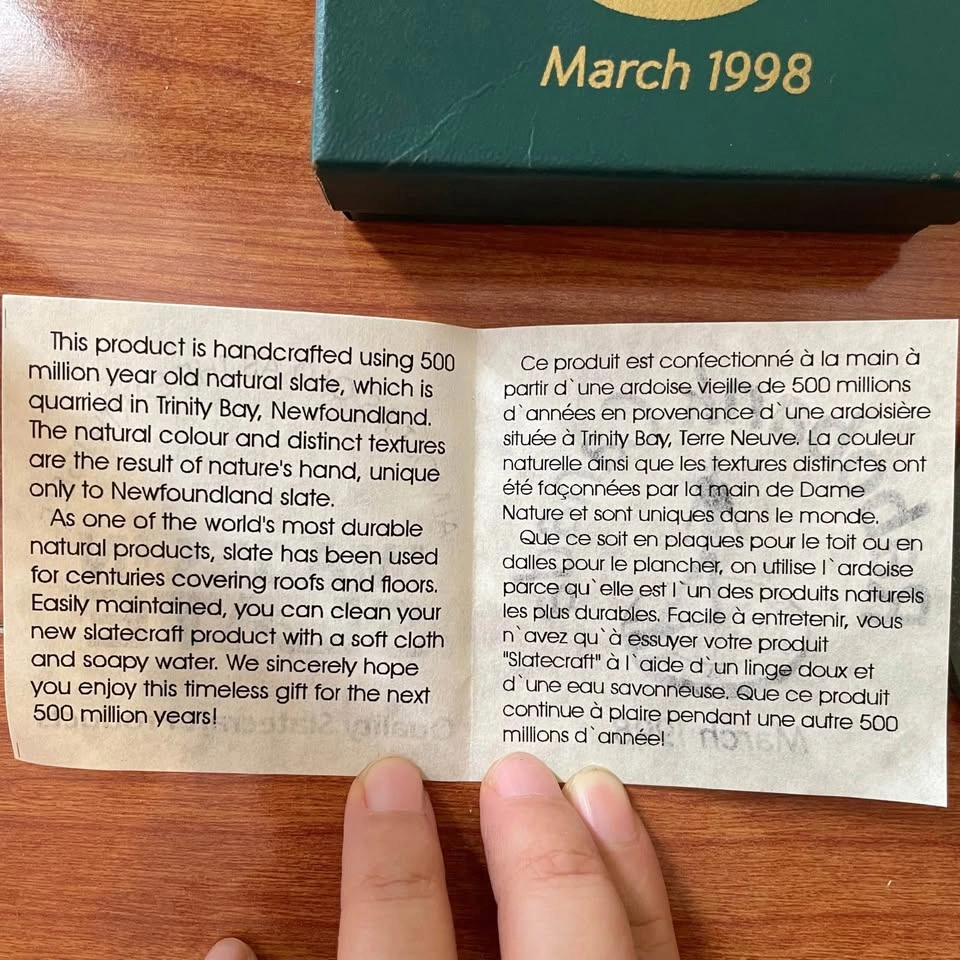 March 1998
This product is handcrafted using 500
million year old natural slate, which is
quarried in Trinity Bay, Newfoundland.
The natural colour and distinct textures
are the result of nature's hand, unique
only to Newfoundland slate.
As one of the world's most durable
natural products, slate has been used
for centuries covering roofs and floors.
Easily maintained, you can clean your
new slatecraft product with a soft cloth
and soapy water. We sincerely hope
you enjoy this timeless gift for the next
500 million years!
Ce produit est confectionné à la main à
partir d`une ardoise vieille de 500 millions
d`années en provenance d`une ardoisière
située à Trinity Bay, Terre Neuve. La couleur
naturelle ainsi que les textures distinctes ont
été façonnées par la main de Dame
Nature et sont uniques dans le monde.
Que ce soit en plaques pour le toit ou en
dalles pour le plancher, on utilise l`ardoise
parce qu`elle est l`un des produits naturels
les plus durables. Facile à entretenir, vous
n`avez qu`à essuyer votre produit
"Slatecraft" à l`aide d`un linge doux et
d`une eau savonneuse. Que ce produit
continue à plaire pendant une autre 500
millions d`année!